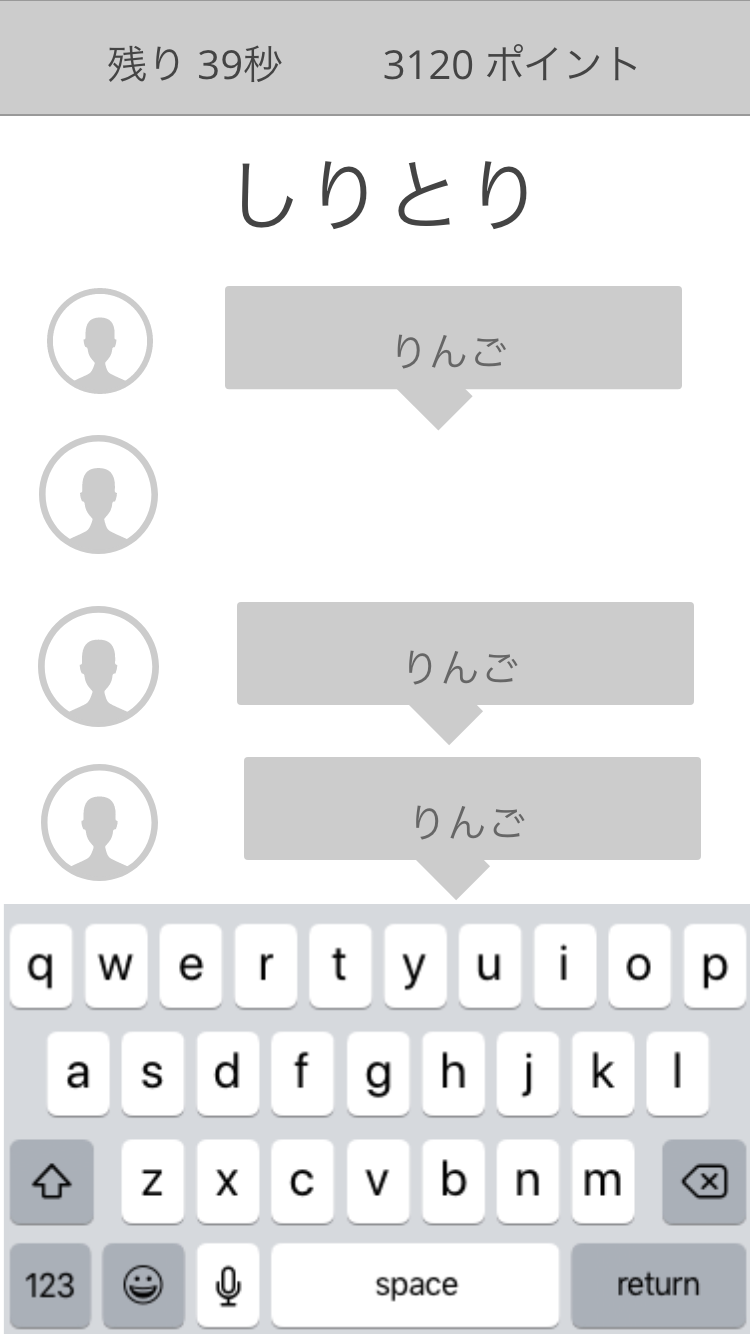 残り 39秒 3120 ポイント
しりとり
りんご
りんご
りんご
q w e r t y u i o p
a s d f g h j k l
z x c v b n m
123 space return